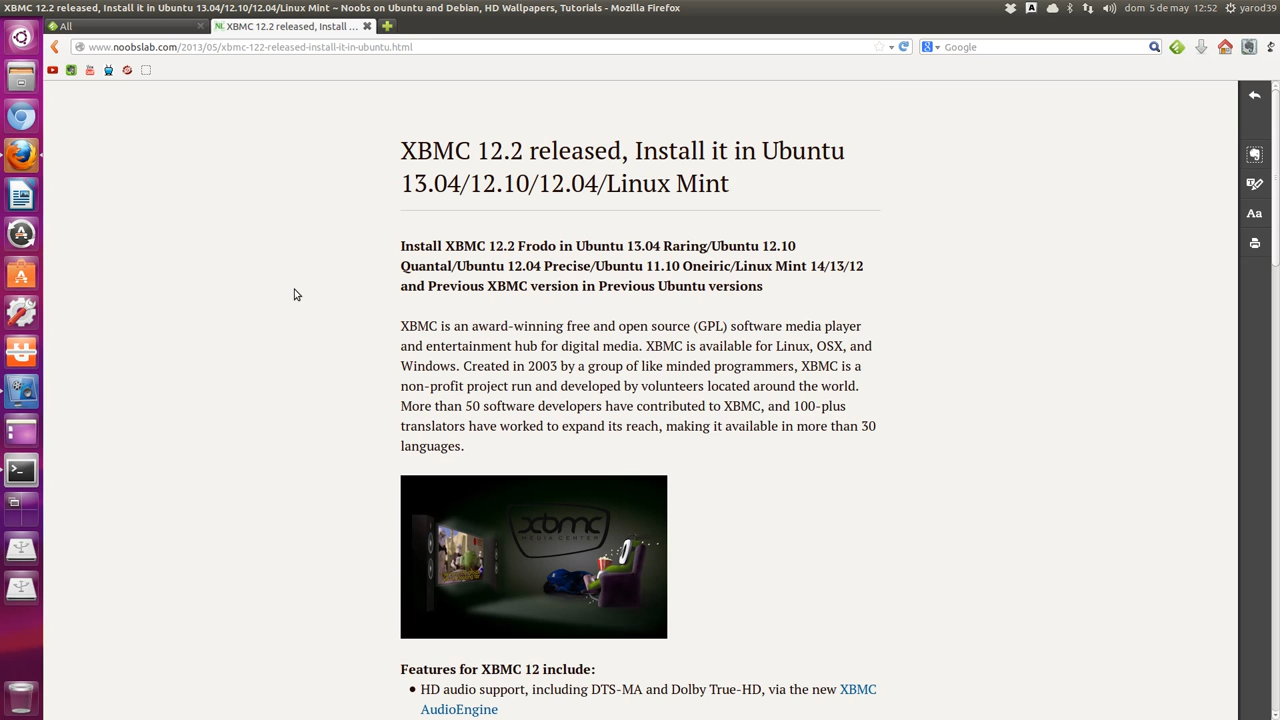 XBMC 12.2 released, Install it in Ubuntu 13.04/12.10/12.04/Linux Mint ~ Noobs on Ubuntu and Debian, HD Wallpapers, Tutorials - Mozilla Firefox
dom 5 de may 12:52 yarod39
All
XBMC 12.2 released, Install ...
www.noobslab.com/2013/05/xbmc-122-released-install-it-in-ubuntu.html
Google
XBMC 12.2 released, Install it in Ubuntu
13.04/12.10/12.04/Linux Mint
Install XBMC 12.2 Frodo in Ubuntu 13.04 Raring/Ubuntu 12.10
Quantal/Ubuntu 12.04 Precise/Ubuntu 11.10 Oneiric/Linux Mint 14/13/12
and Previous XBMC version in Previous Ubuntu versions
XBMC is an award-winning free and open source (GPL) software media player
and entertainment hub for digital media. XBMC is available for Linux, OSX, and
Windows. Created in 2003 by a group of like minded programmers, XBMC is a
non-profit project run and developed by volunteers located around the world.
More than 50 software developers have contributed to XBMC, and 100-plus
translators have worked to expand its reach, making it available in more than 30
languages.
xbmc
MEDIA CENTER
Features for XBMC 12 include:
HD audio support, including DTS-MA and Dolby True-HD, via the new XBMC
AudioEngine
Aa